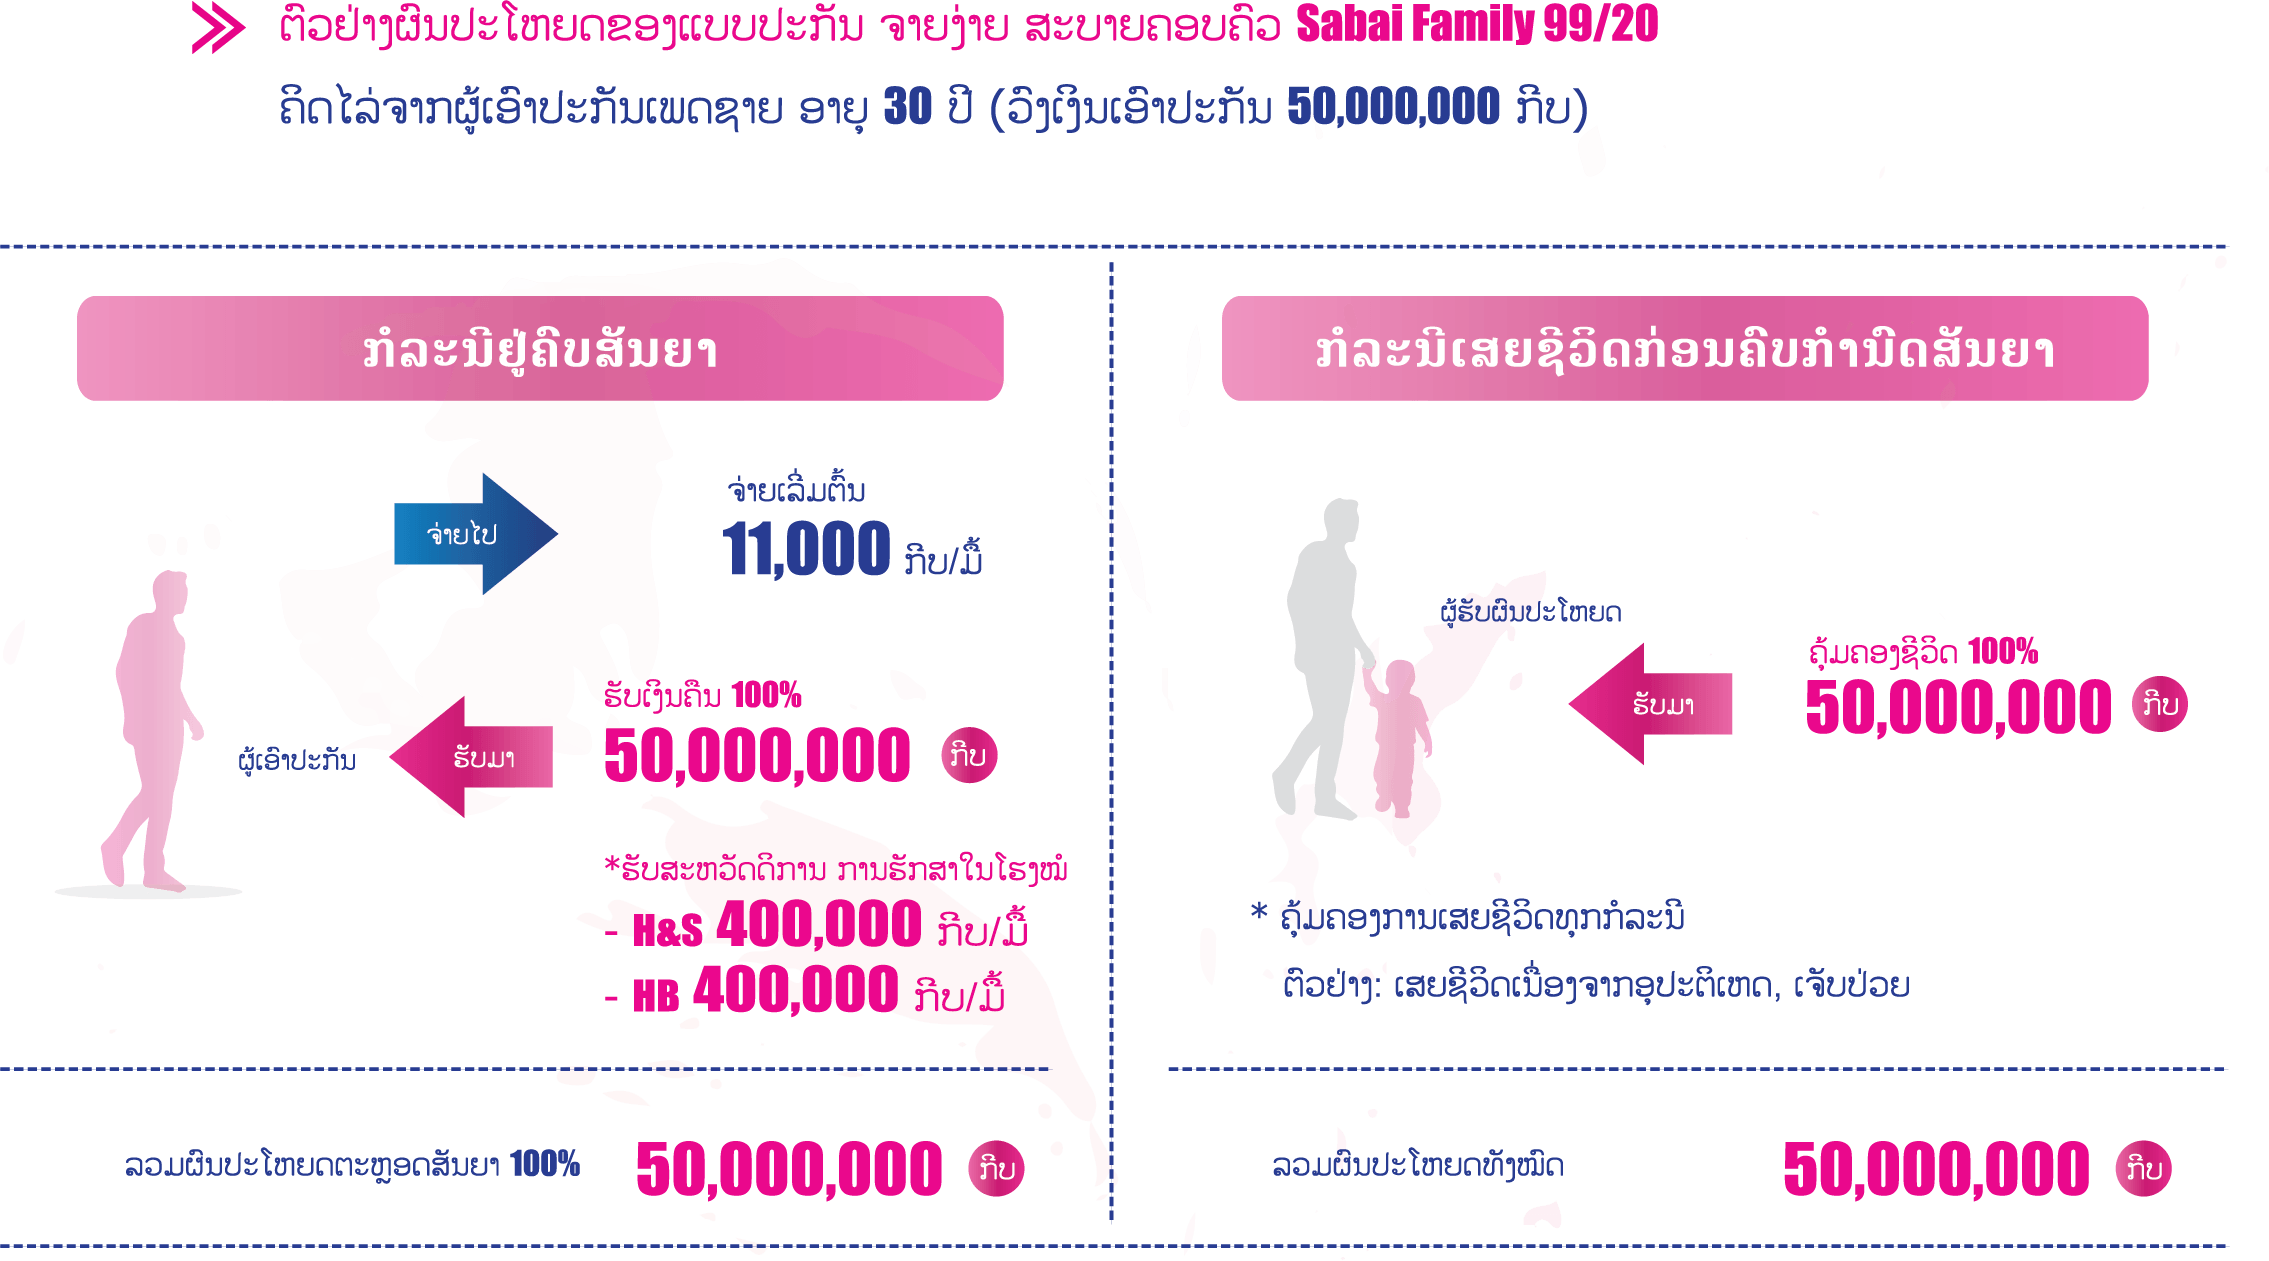 ຕົວຢ່າງຜົນປະໂຫຍດຂອງແບບປະກັນ ຈາຍງ່າຍ ສະບາຍຄອບຄົວ Sabai Family 99/20
ຄິດໄລ່ຈາກຜູ້ເອົາປະກັນເພດຊາຍ ອາຍຸ 30 ປີ (ວົງເງິນເອົາປະກັນ 50,000,000 ກີບ)
ກໍລະນີຢູ່ຄົບສັນຍາ
ຈ່າຍໄປ
ຈ່າຍເລີ່ມຕົ້ນ
11,000 ກີບ/ມື້
ຜູ້ເອົາປະກັນ
ຮັບມາ
ຮັບເງິນຄືນ 100%
50,000,000 ກີບ
*ຮັບສະຫວັດດິການ ການຮັກສາໃນໂຮງໝໍ
- H&S 400,000 ກີບ/ມື້
- HB 400,000 ກີບ/ມື້
ລວມຜົນປະໂຫຍດຕະຫຼອດສັນຍາ 100% 50,000,000 ກີບ
ກໍລະນີເສຍຊີວິດກ່ອນຄົບກຳນົດສັນຍາ
ຜູ້ຮັບຜົນປະໂຫຍດ
ຮັບມາ
ຄຸ້ມຄອງຊີວິດ 100%
50,000,000 ກີບ
* ຄຸ້ມຄອງການເສຍຊີວິດທຸກກໍລະນີ
ຕົວຢ່າງ: ເສຍຊີວິດເນື່ອງຈາກອຸປະຕິເຫດ, ເຈັບປ່ວຍ
ລວມຜົນປະໂຫຍດທັງໝົດ 50,000,000 ກີບ